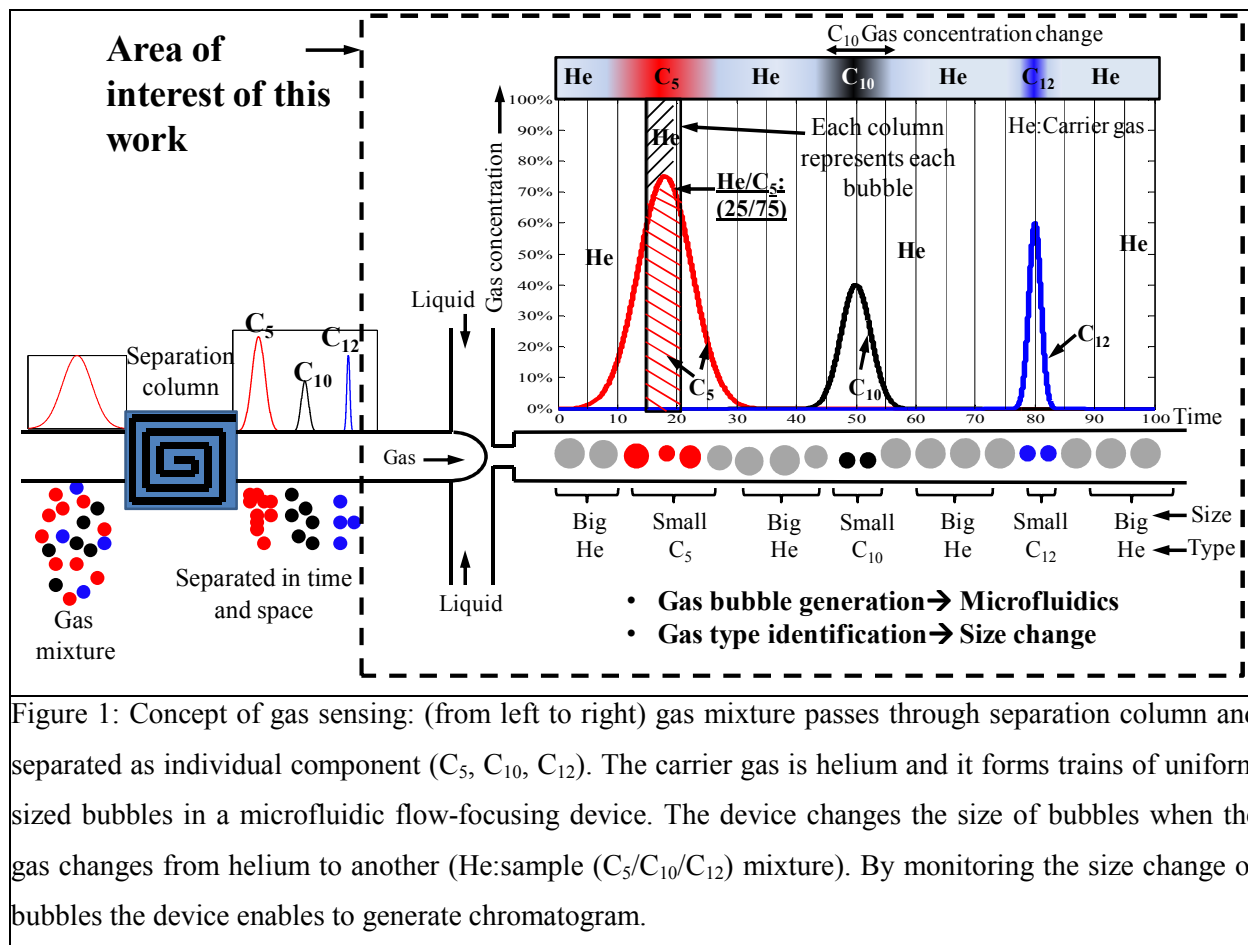 Area of
interest of this
work
C10 Gas concentration change
He C5 He C10 He C12 He
Gas concentration
100%
90%
80%
70%
60%
50%
40%
30%
20%
10%
0%
He
Each column
represents each
bubble
He:Carrier gas
He/C5:
(25/75)
He
He
He
C5
C10
C12
10 20 30 40 50 60 70 80 90 100 Time
Liquid
C5
C10
C12
Separation
column
Gas
Liquid
Gas
mixture
Separated in time
and space
Big Small Big Small Big Small Big Size
He C5 He C10 He C12 He Type
• Gas bubble generation→ Microfluidics
• Gas type identification→ Size change
Figure 1: Concept of gas sensing: (from left to right) gas mixture passes through separation column and
separated as individual component (C5, C10, C12). The carrier gas is helium and it forms trains of uniform
sized bubbles in a microfluidic flow-focusing device. The device changes the size of bubbles when the
gas changes from helium to another (He:sample (C5/C10/C12) mixture). By monitoring the size change o
bubbles the device enables to generate chromatogram.